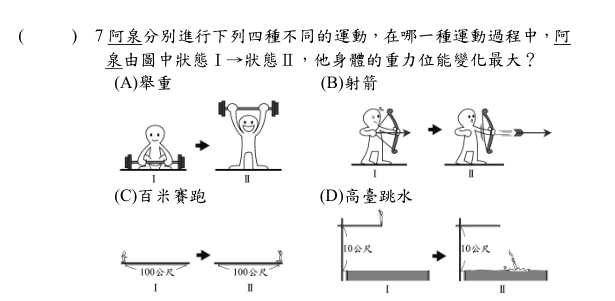 (　　) 7 阿泉分別進行下列四種不同的運動，在哪一種運動過程中，阿
泉由圖中狀態Ⅰ→狀態Ⅱ，他身體的重力位能變化最大？
(A)舉重 (B)射箭
Ⅰ Ⅱ Ⅰ Ⅱ
(C)百米賽跑 (D)高臺跳水
10公尺 10公尺
100公尺 100公尺
Ⅰ Ⅱ Ⅰ Ⅱ